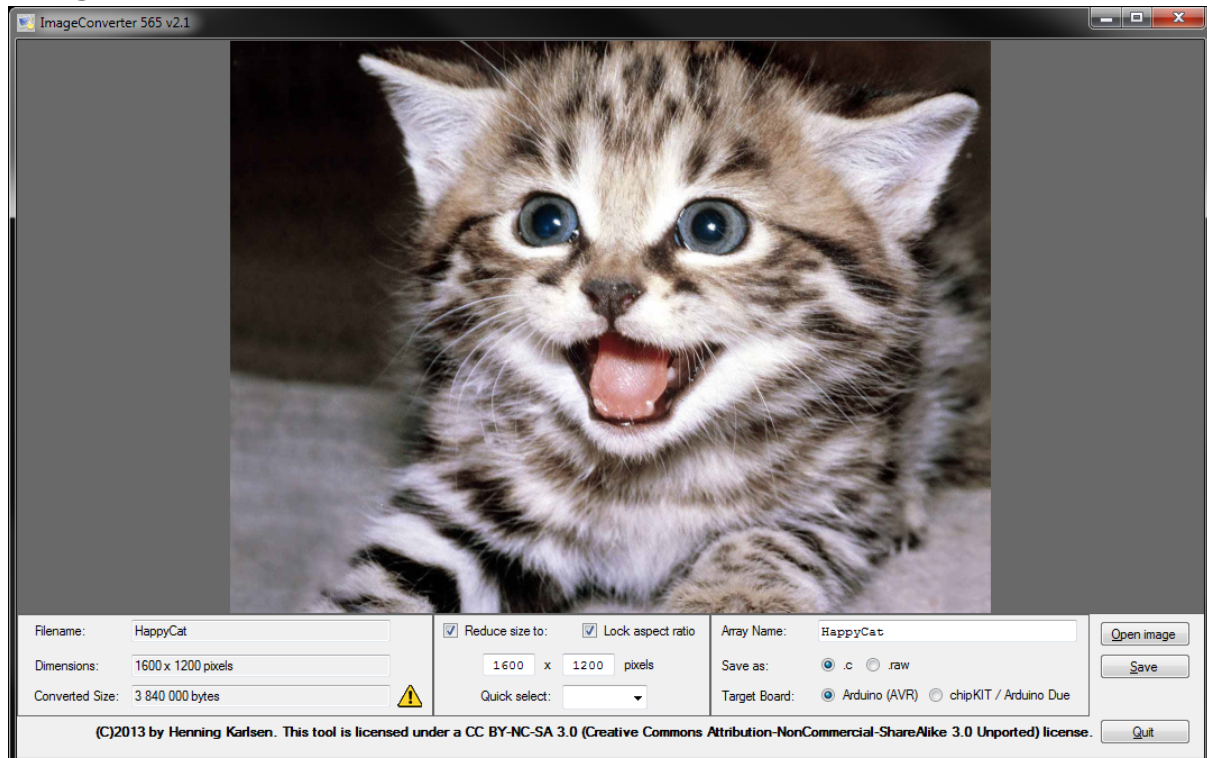 ImageConverter 565 v2.1
Filename: HappyCat
Dimensions: 1600 x 1200 pixels
Converted Size: 3 840 000 bytes
Reduce size to: Lock aspect ratio
1600 x 1200 pixels
Quick select:
Array Name: HappyCat
Save as: .c .raw
Target Board: Arduino (AVR) chipKIT / Arduino Due
Open image
Save
(C)2013 by Henning Karlsen. This tool is licensed under a CC BY-NC-SA 3.0 (Creative Commons Attribution-NonCommercial-ShareAlike 3.0 Unported) license.
Quit